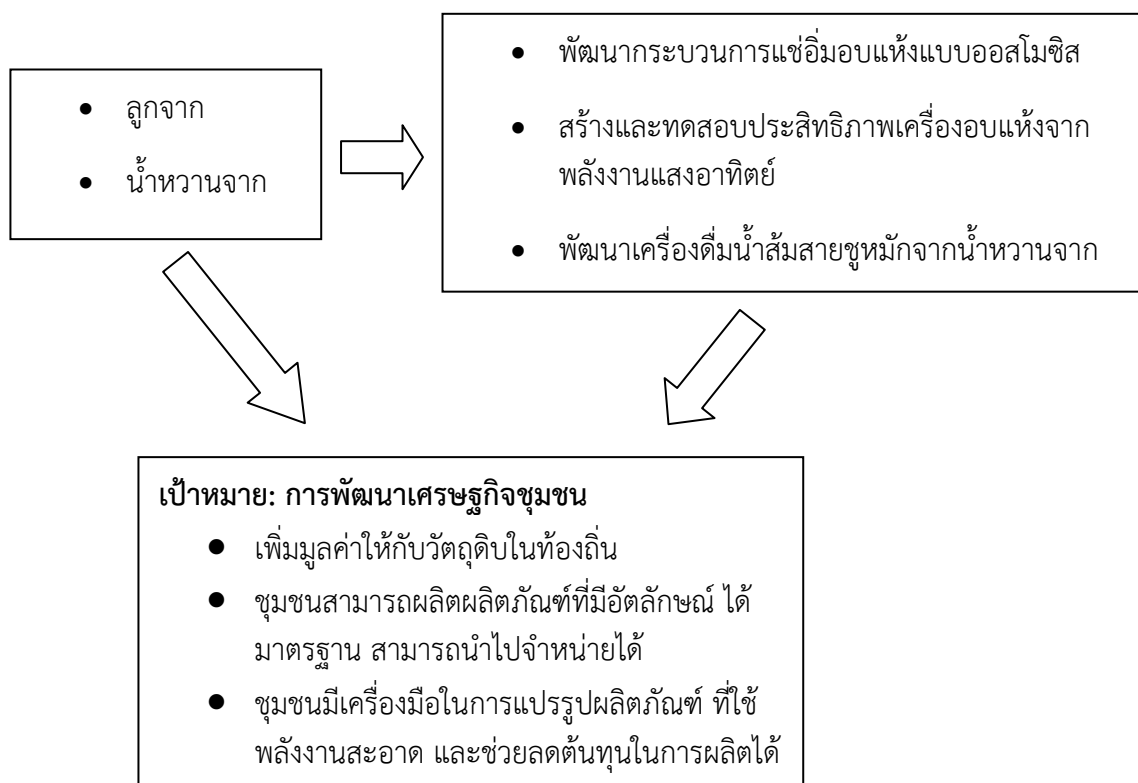 • ลูกจาก
• น้ำหวานจาก
• พัฒนากระบวนการแช่อิ่มอบแห้งแบบออสโมซิส
• สร้างและทดสอบประสิทธิภาพเครื่องอบแห้งจาก
พลังงานแสงอาทิตย์
• พัฒนาเครื่องดื่มน้ำส้มสายชูหมักจากน้ำหวานจาก
เป้าหมาย: การพัฒนาเศรษฐกิจชุมชน
• เพิ่มมูลค่าให้กับวัตถุดิบในท้องถิ่น
• ชุมชนสามารถผลิตผลิตภัณฑ์ที่มีอัตลักษณ์ ได้
มาตรฐาน สามารถนำไปจำหน่ายได้
• ชุมชนมีเครื่องมือในการแปรรูปผลิตภัณฑ์ ที่ใช้
พลังงานสะอาด และช่วยลดต้นทุนในการผลิตได้